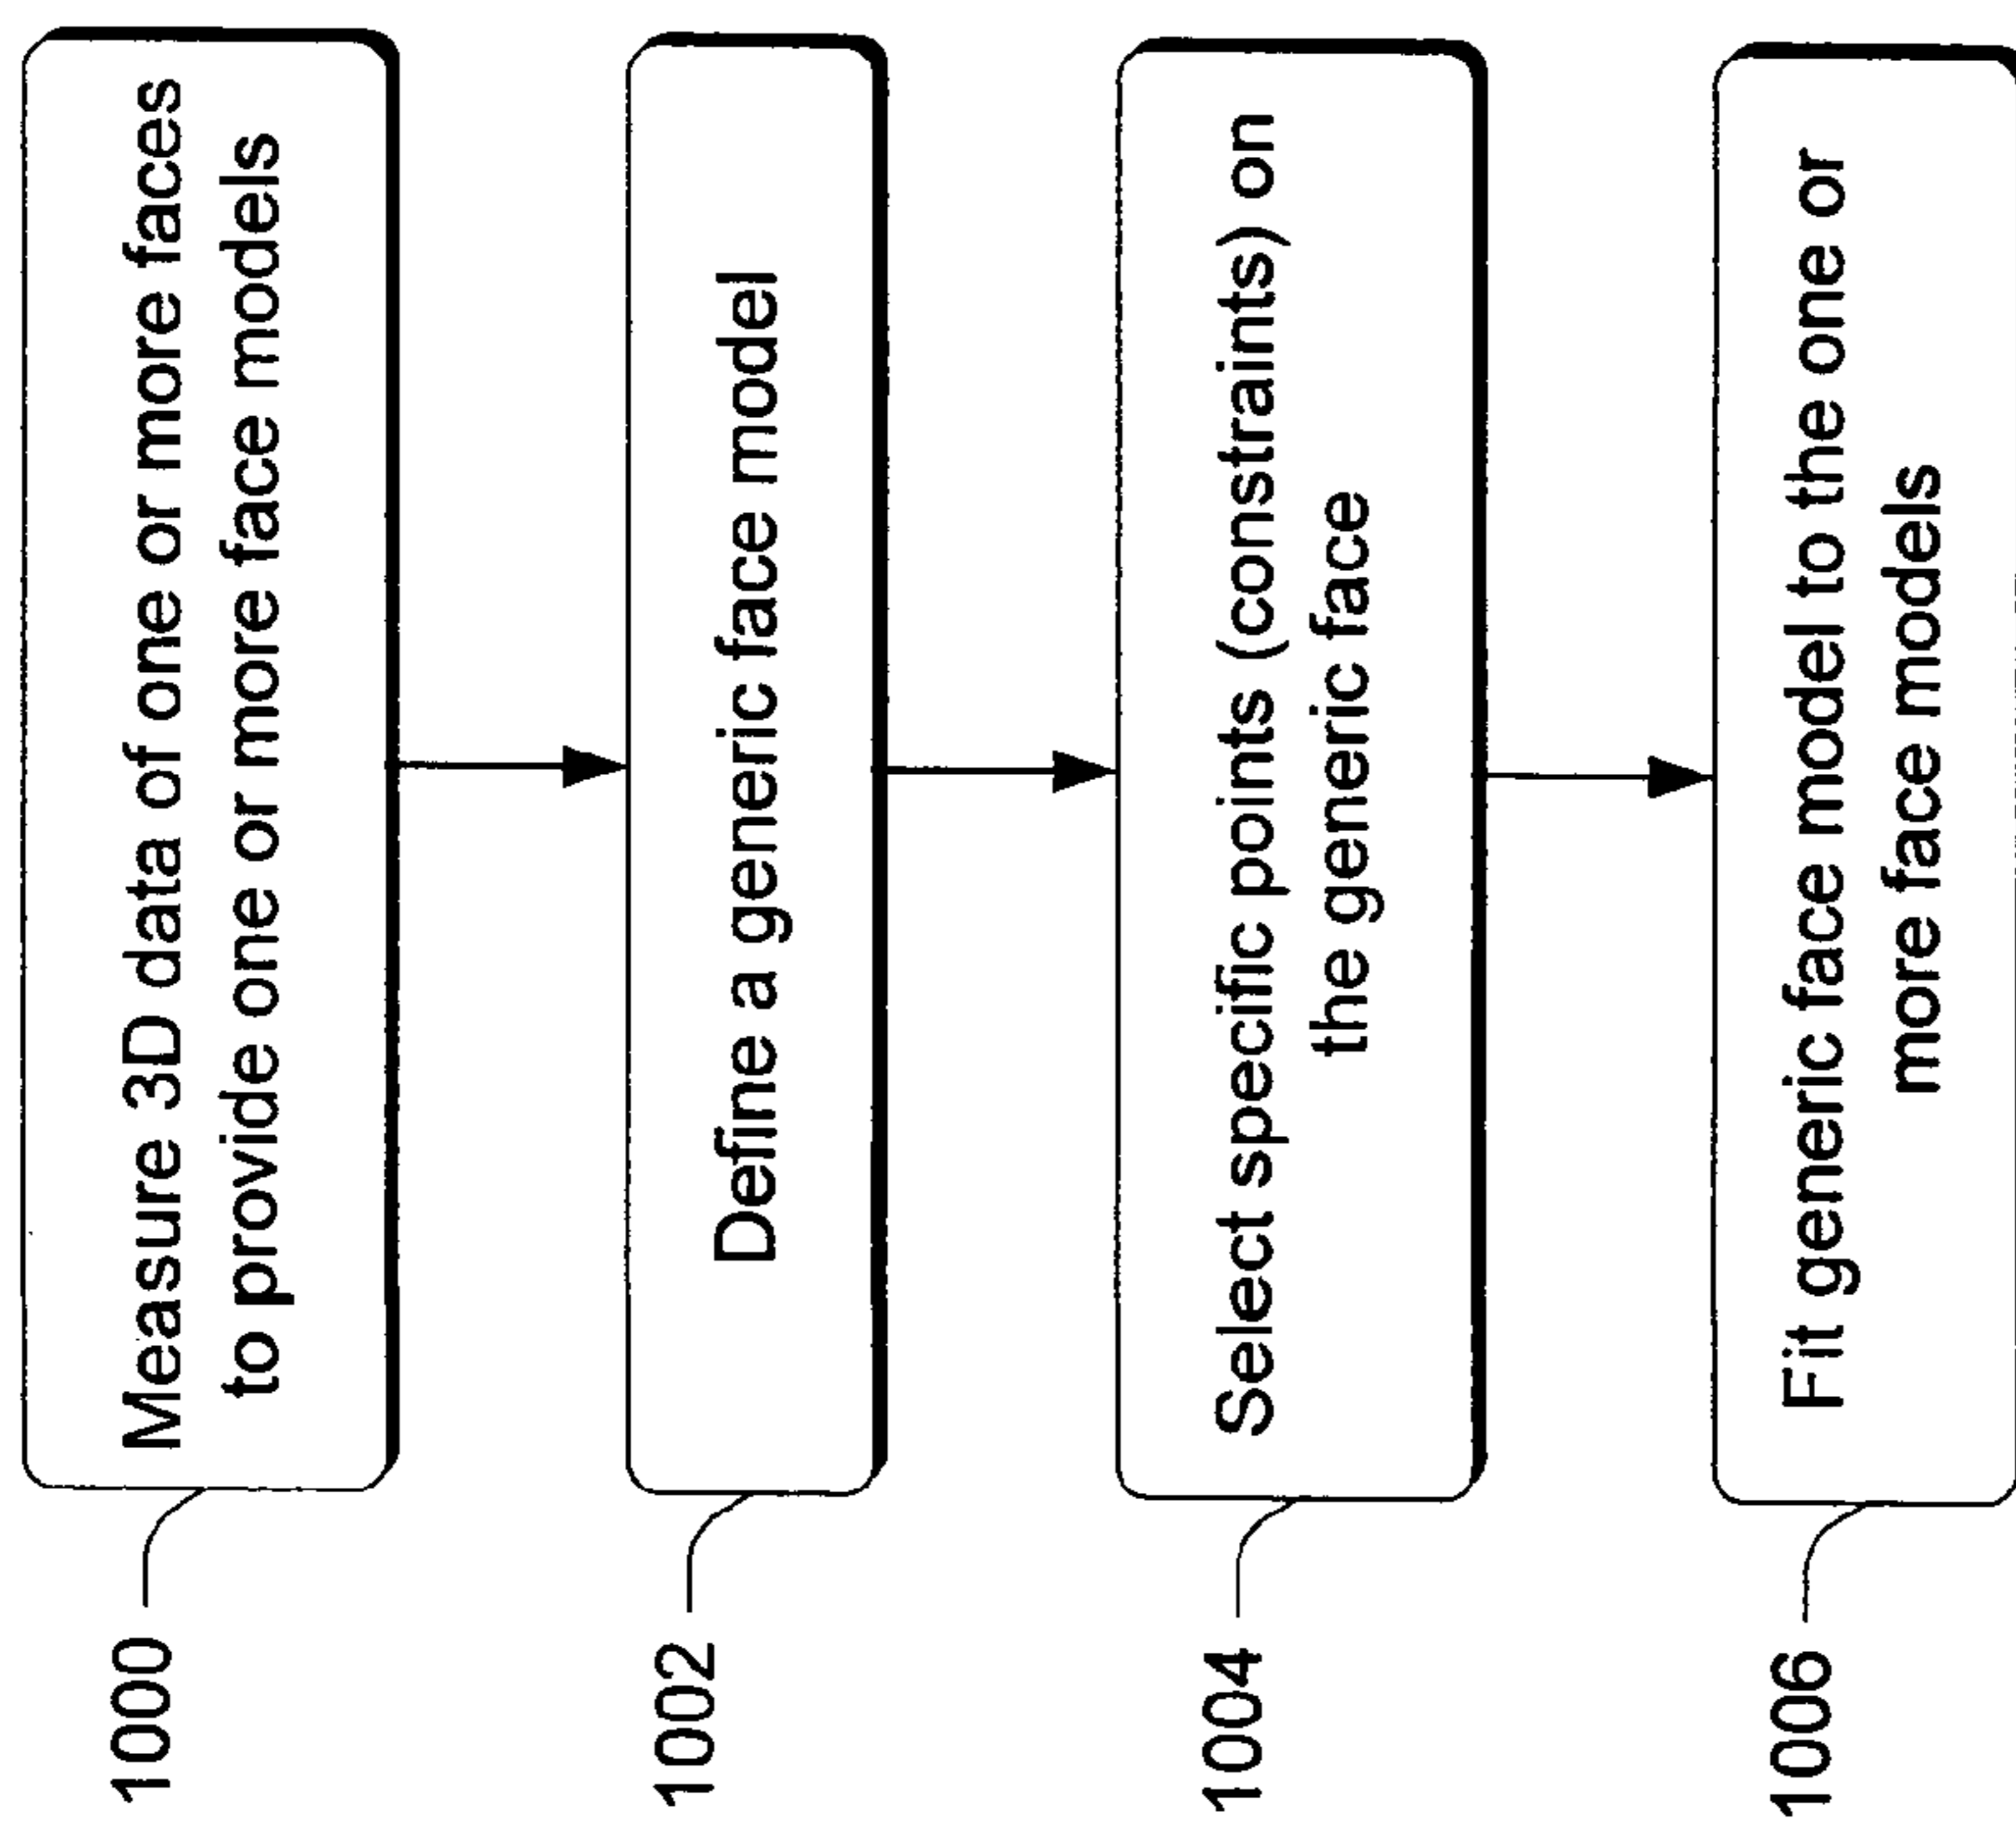 1000
Measure 3D data of one or more faces
to provide one or more face models
1002
Define a generic face model
1004
Select specific points (constraints) on
the generic face
1006
Fit generic face model to the one or
more face models